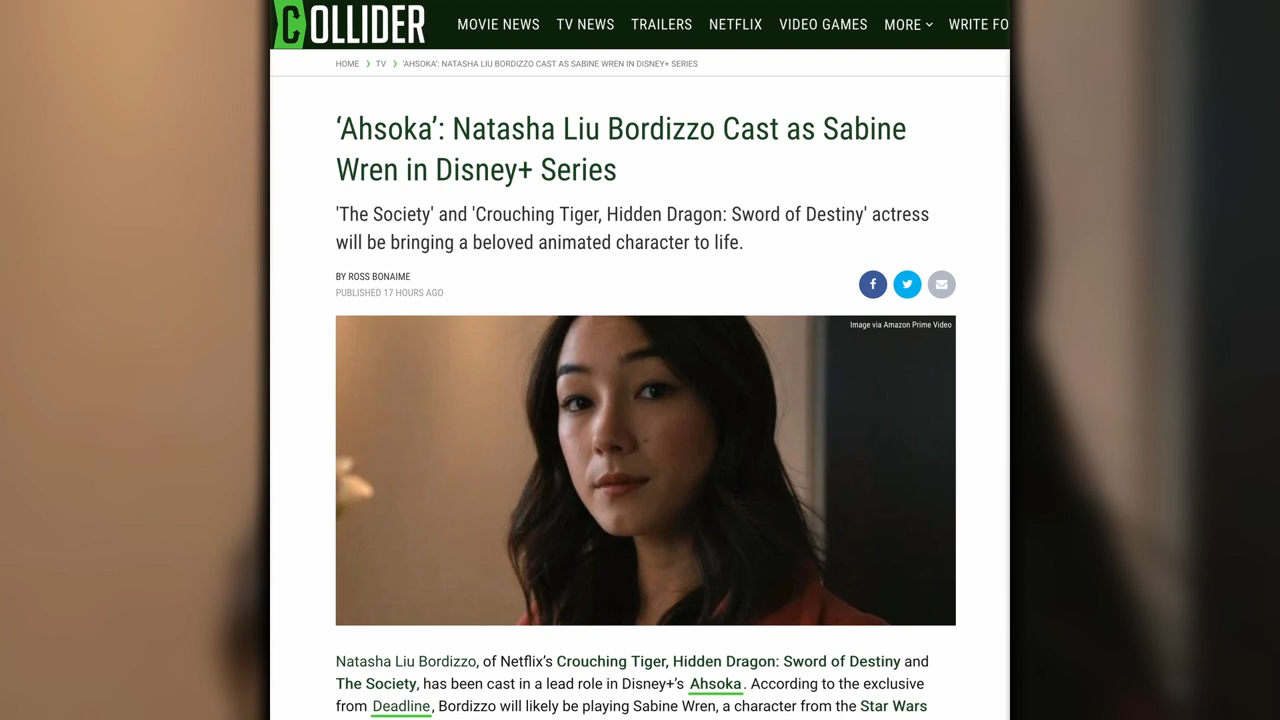 COLLIDER
MOVIE NEWS TV NEWS TRAILERS NETFLIX VIDEO GAMES MORE WRITE FO
HOME TV 'AHSOKA': NATASHA LIU BORDIZZO CAST AS SABINE WREN IN DISNEY+ SERIES
‘Ahsoka’: Natasha Liu Bordizzo Cast as Sabine
Wren in Disney+ Series
'The Society' and 'Crouching Tiger, Hidden Dragon: Sword of Destiny' actress
will be bringing a beloved animated character to life.
BY ROSS BONAIME
PUBLISHED 17 HOURS AGO
Image via Amazon Prime Video
Natasha Liu Bordizzo, of Netflix’s Crouching Tiger, Hidden Dragon: Sword of Destiny and
The Society, has been cast in a lead role in Disney+’s Ahsoka. According to the exclusive
from Deadline, Bordizzo will likely be playing Sabine Wren, a character from the Star Wars